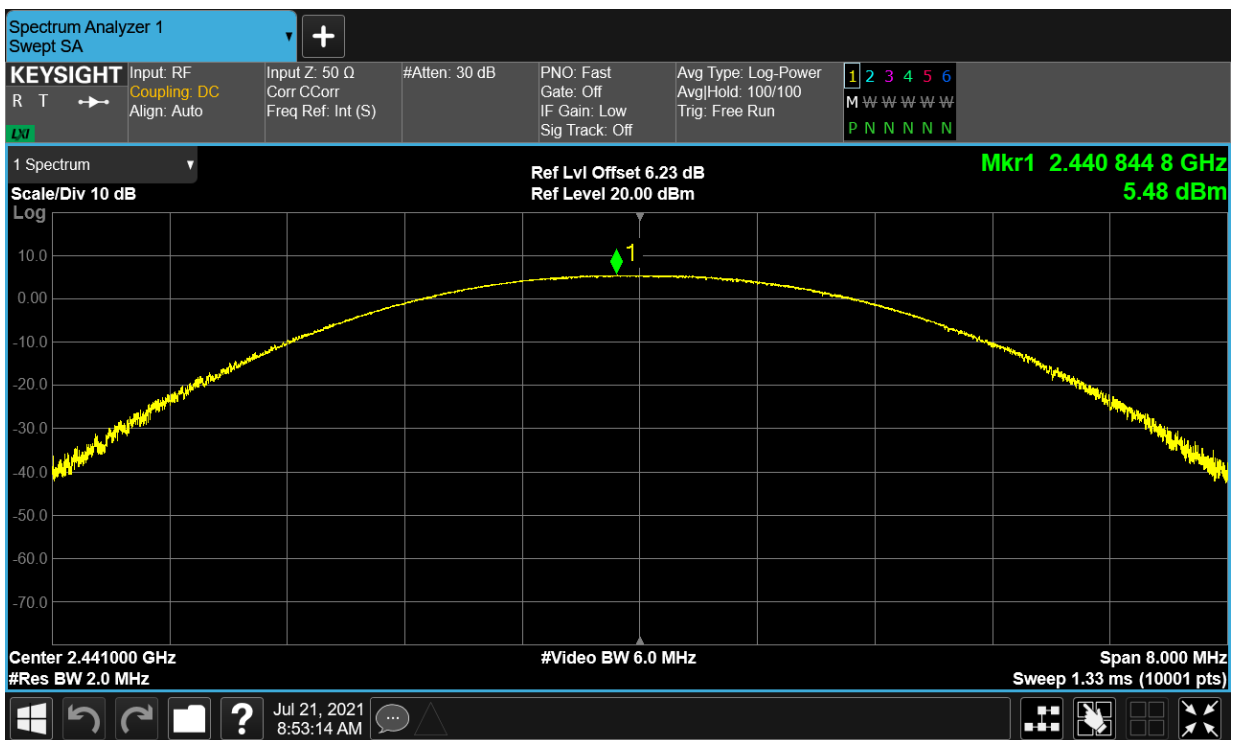 Spectrum Analyzer 1
Swept SA
KEYSIGHT
R T
LXI
Input: RF
Coupling: DC
Align: Auto
Input Z: 50 Ω
Corr CCorr
Freq Ref: Int (S)
#Atten: 30 dB
PNO: Fast
Gate: Off
IF Gain: Low
Sig Track: Off
Avg Type: Log-Power
Avg|Hold: 100/100
Trig: Free Run
1 2 3 4 5 6
M W W W W W
P N N N N N
1 Spectrum
Scale/Div 10 dB
Log
Ref Lvl Offset 6.23 dB
Ref Level 20.00 dBm
Mkr1 2.440 844 8 GHz
5.48 dBm
1
10.0
0.00
-10.0
-20.0
-30.0
-40.0
-50.0
-60.0
-70.0
Center 2.441000 GHz
#Res BW 2.0 MHz
#Video BW 6.0 MHz
Span 8.000 MHz
Sweep 1.33 ms (10001 pts)
?
Jul 21, 2021
8:53:14 AM